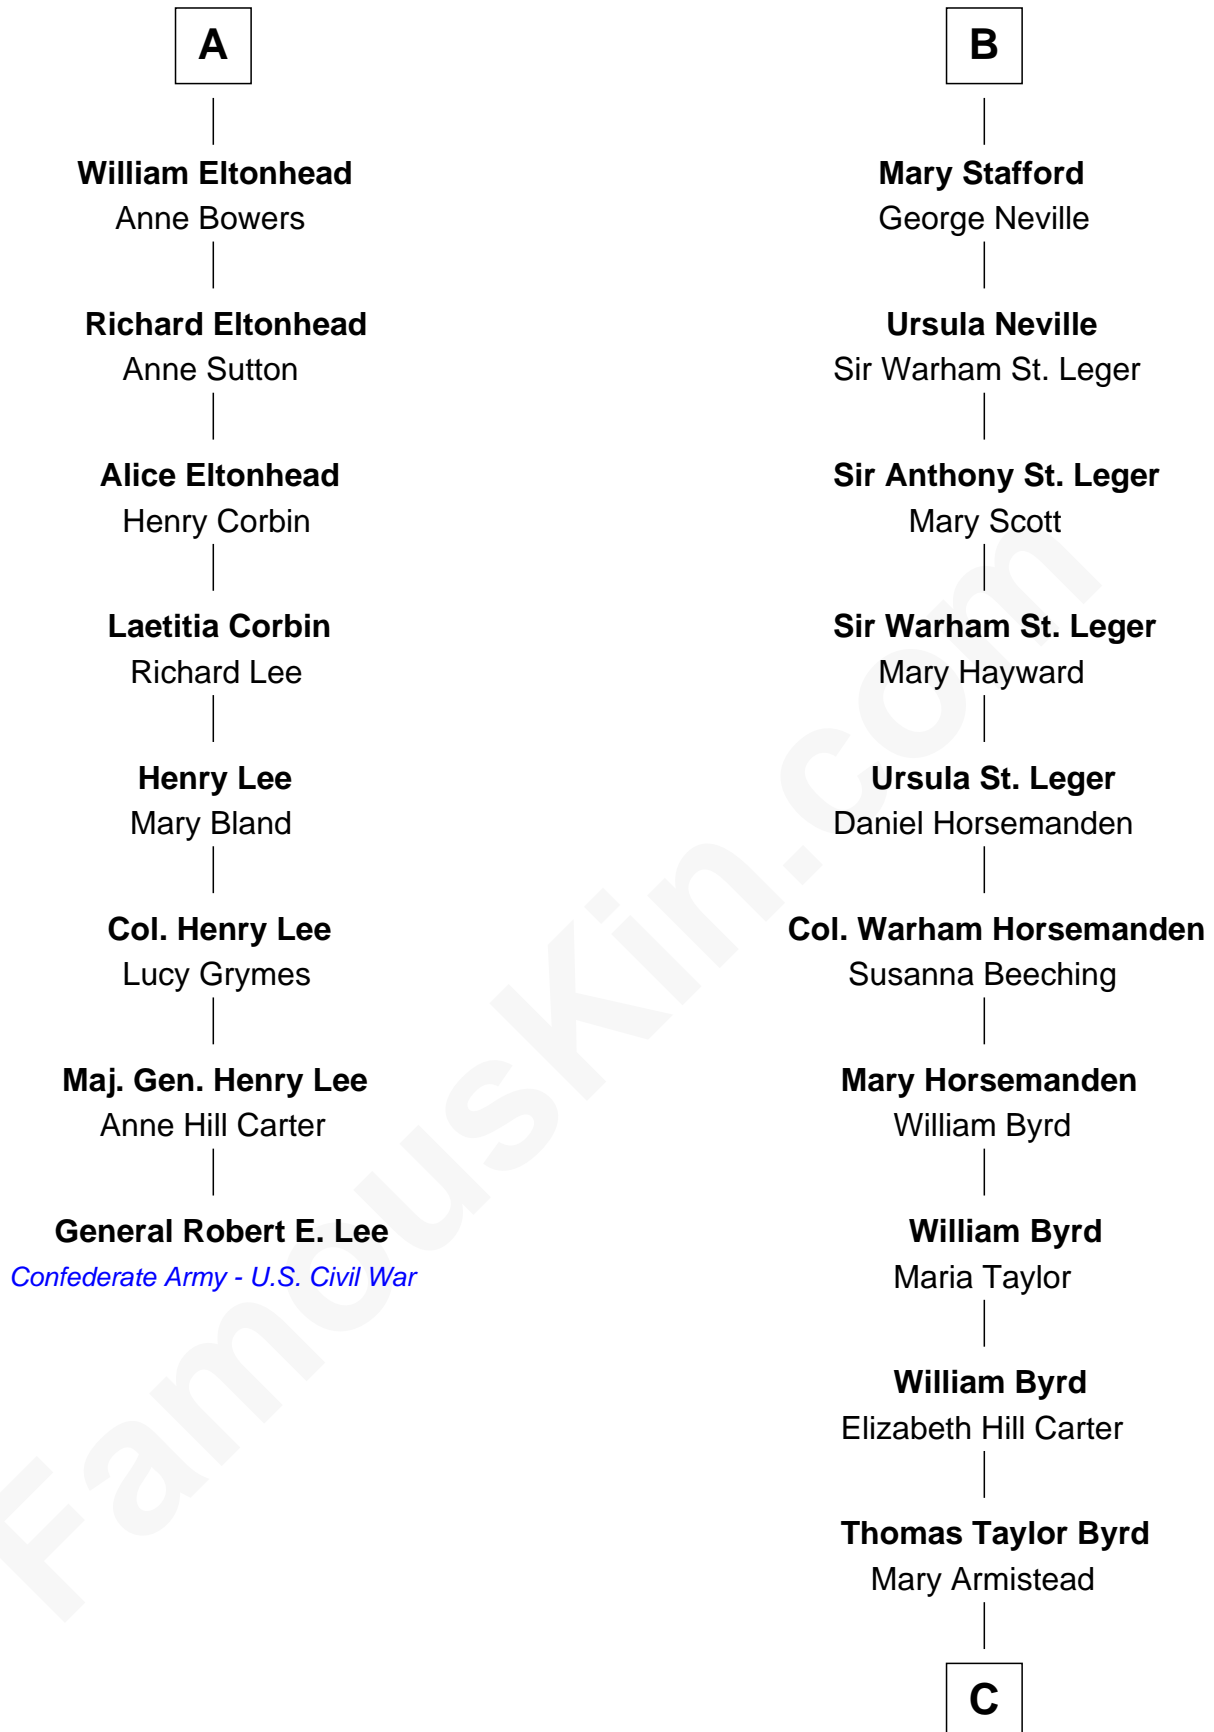 A
William Eltonhead
Anne Bowers
Richard Eltonhead
Anne Sutton
Alice Eltonhead
Henry Corbin
Laetitia Corbin
Richard Lee
Henry Lee
Mary Bland
Col. Henry Lee
Lucy Grymes
Maj. Gen. Henry Lee
Anne Hill Carter
General Robert E. Lee
Confederate Army - U.S. Civil War
B
Mary Stafford
George Neville
Ursula Neville
Sir Warham St. Leger
Sir Anthony St. Leger
Mary Scott
Sir Warham St. Leger
Mary Hayward
Ursula St. Leger
Daniel Horsemanden
Col. Warham Horsemanden
Susanna Beeching
Mary Horsemanden
William Byrd
William Byrd
Maria Taylor
William Byrd
Elizabeth Hill Carter
Thomas Taylor Byrd
Mary Armistead
C
FamousKin.com